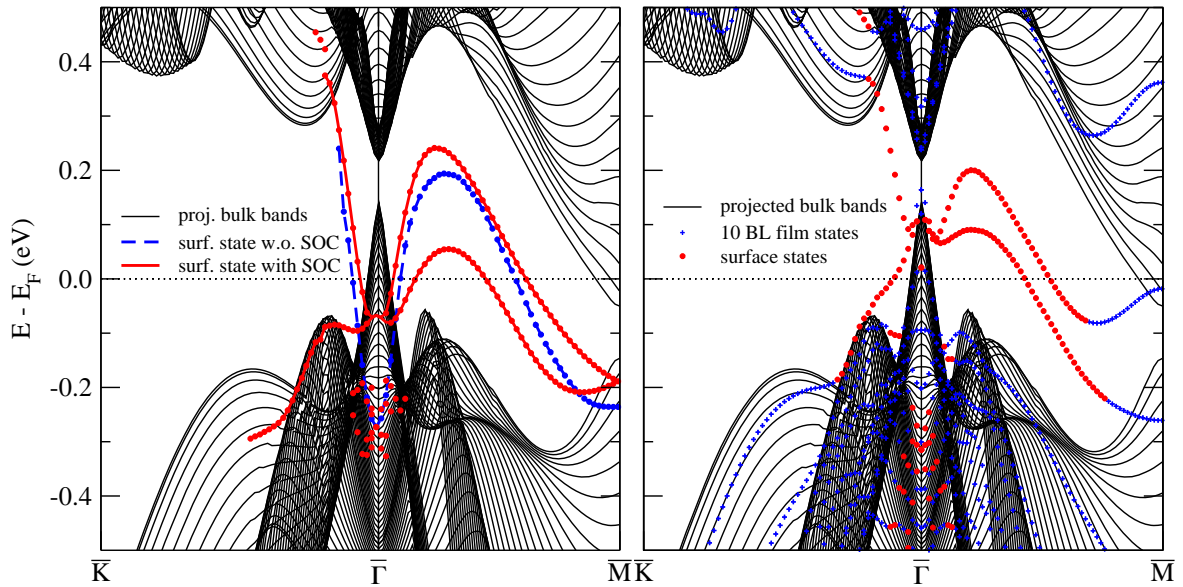 0.4
0.2
0.0
-0.2
-0.4
E - E_F (eV)
proj. bulk bands
surf. state w.o. SOC
surf. state with SOC
projected bulk bands
10 BL film states
surface states
K̅ Γ̅ M̅ K̅ Γ̅ M̅